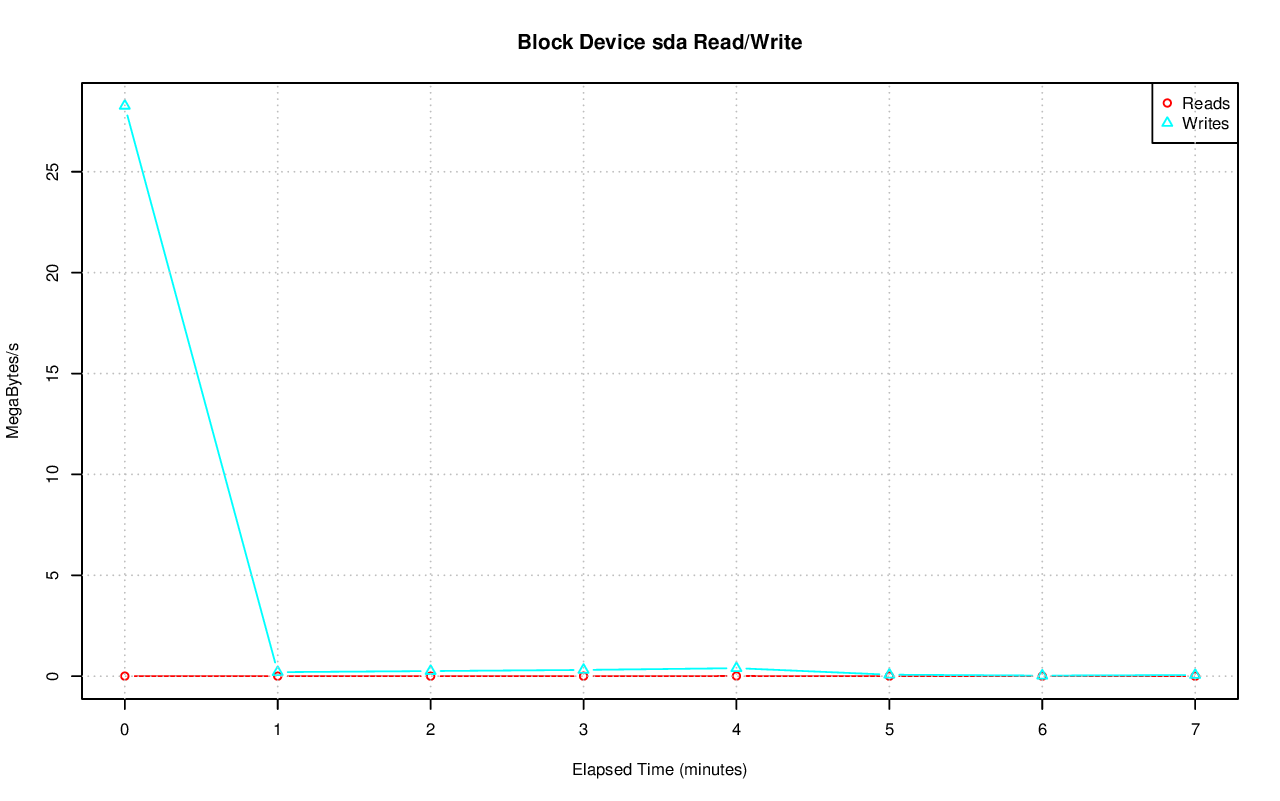 Block Device sda Read/Write
Reads
Writes
MegaBytes/s
25
20
15
10
5
0
0 1 2 3 4 5 6 7
Elapsed Time (minutes)